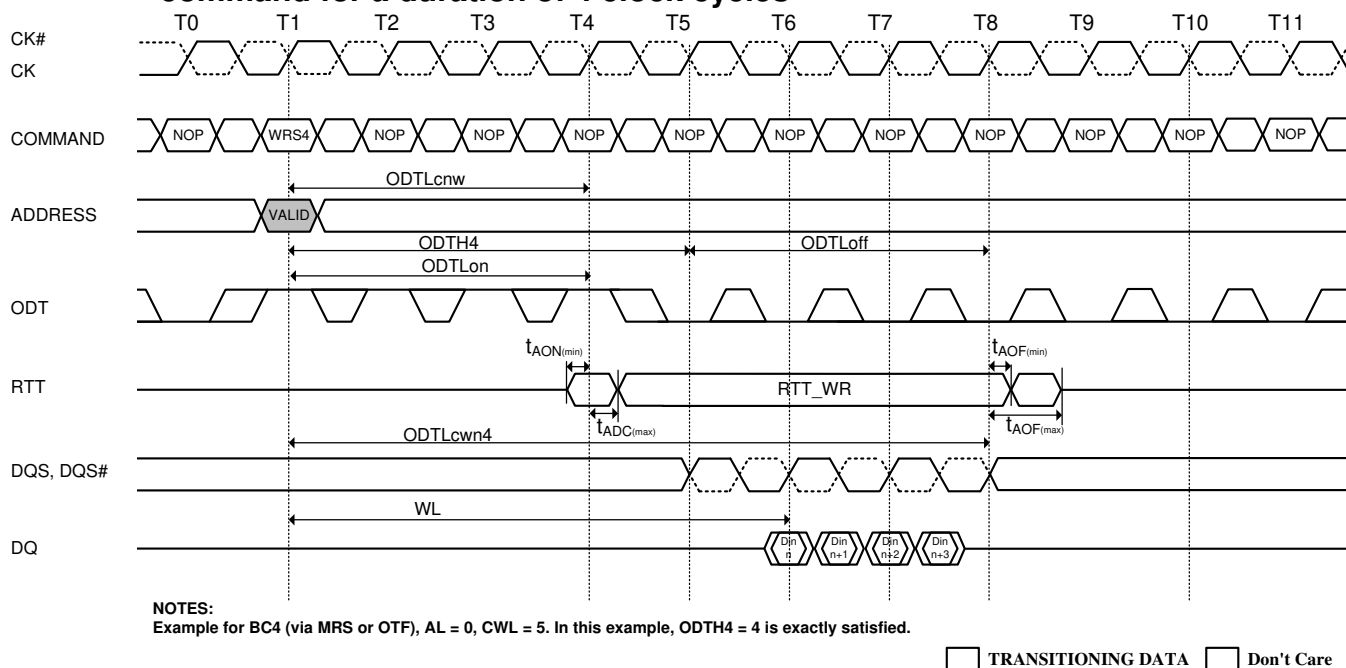 command for a duration of 4 clock cycles
T0 T1 T2 T3 T4 T5 T6 T7 T8 T9 T10 T11
CK#
CK
COMMAND NOP WRS4 NOP NOP NOP NOP NOP NOP NOP NOP NOP NOP
ODTLcnw
ADDRESS VALID
ODTH4 ODTLoff
ODTLon
ODT
tAON(min) tAOF(min)
RTT RTT_WR
tADC(max) tAOF(max)
ODTLcwn4
DQS, DQS#
WL
DQ Din n Din n+1 Din n+2 Din n+3
NOTES:
Example for BC4 (via MRS or OTF), AL = 0, CWL = 5. In this example, ODTH4 = 4 is exactly satisfied.
TRANSITIONING DATA Don't Care